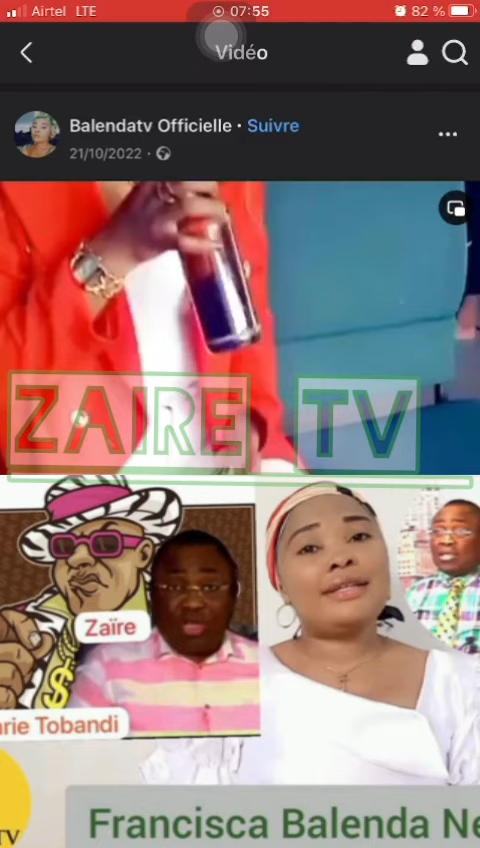 Airtel LTE 07:55 82 %
Vidéo
Balendatv Officielle · Suivre
21/10/2022 ·
ZAIRE TV
Zaïre
arie Tobandi
$
TV
Francisca Balenda Ne